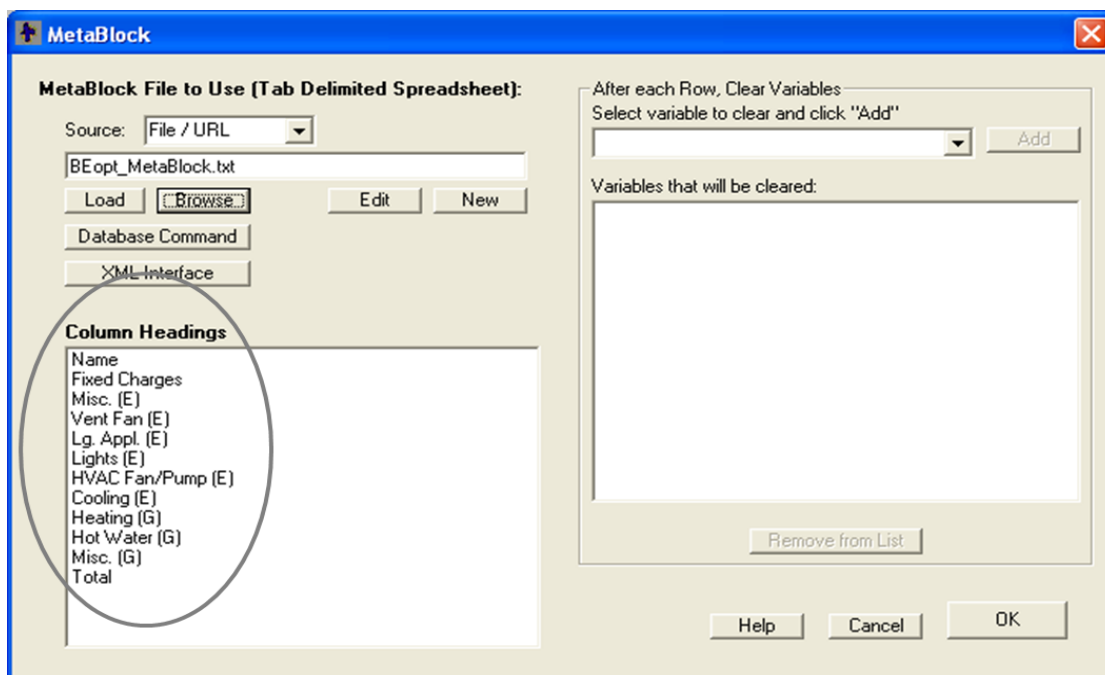 MetaBlock
MetaBlock File to Use (Tab Delimited Spreadsheet):
Source: File / URL
BEopt_MetaBlock.txt
Load Browse Edit New
Database Command
XML Interface
Column Headings
Name
Fixed Charges
Misc. (E)
Vent Fan (E)
Lg. Appl. (E)
Lights (E)
HVAC Fan/Pump (E)
Cooling (E)
Heating (G)
Hot Water (G)
Misc. (G)
Total
After each Row, Clear Variables
Select variable to clear and click "Add"
Add
Variables that will be cleared:
Remove from List
Help Cancel OK